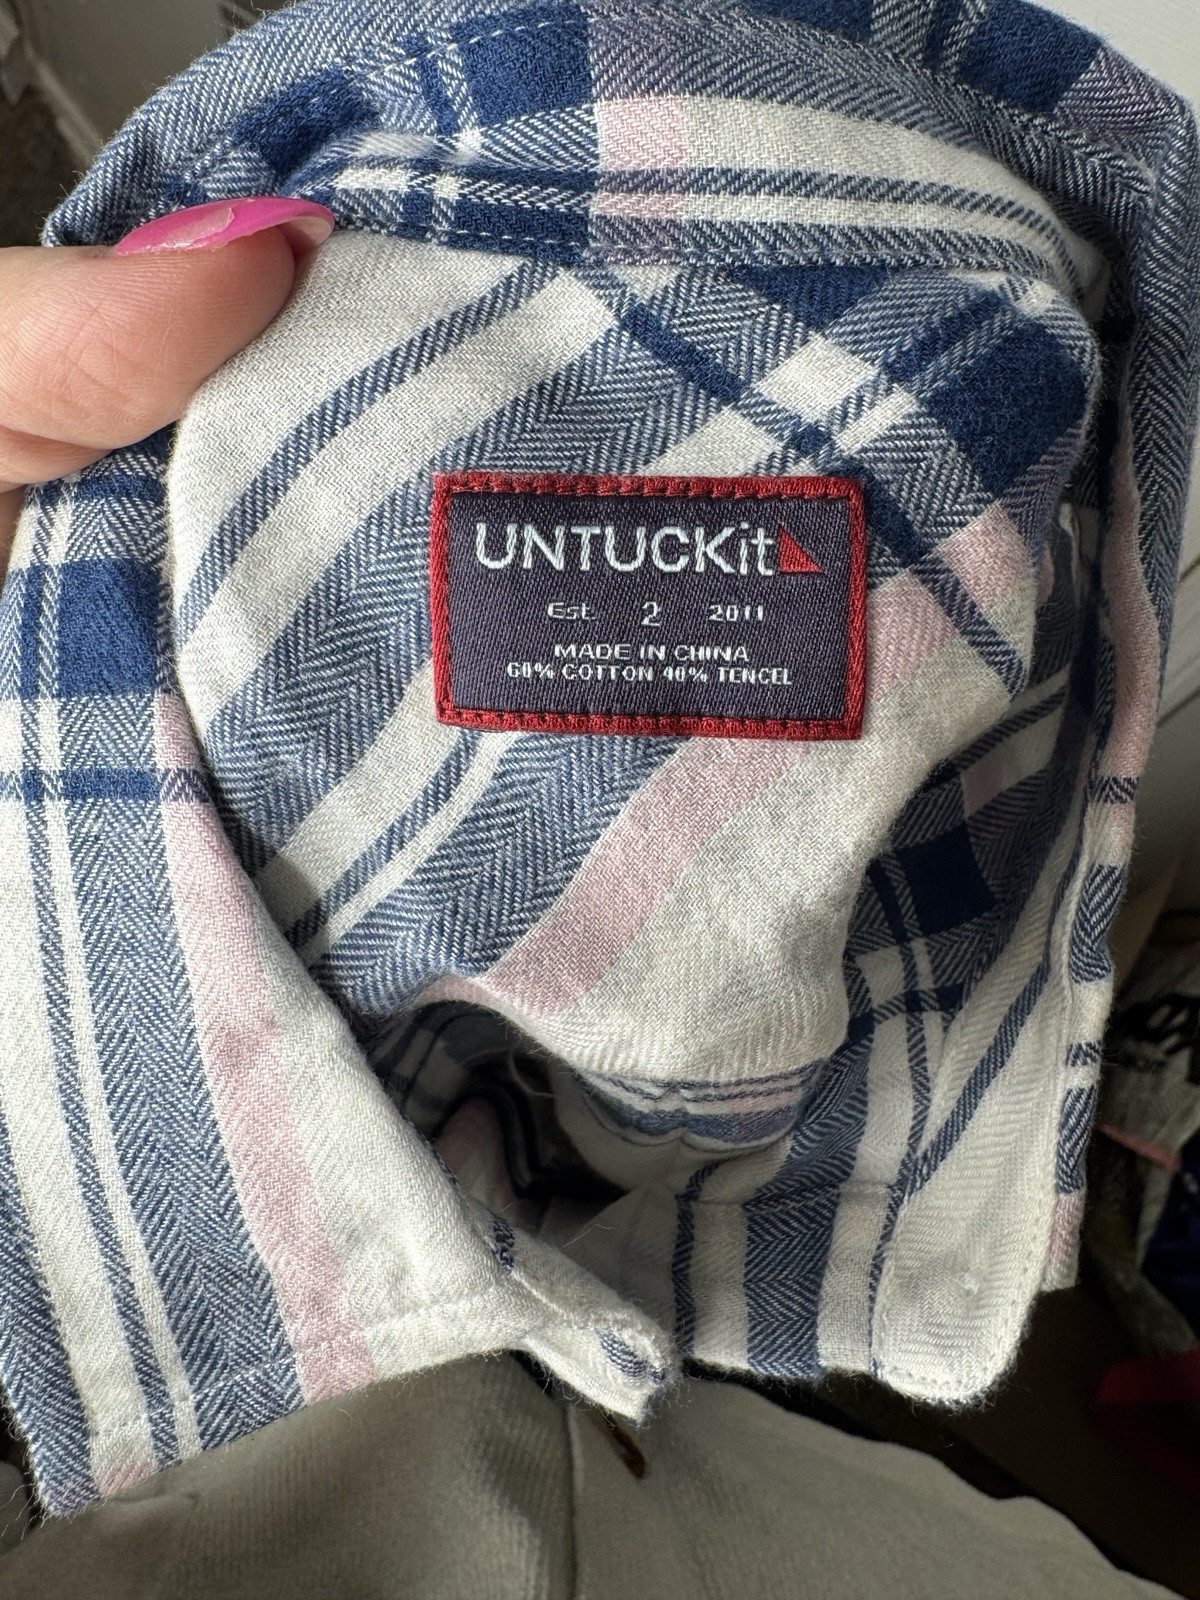 UNTUCKit
Est. 2 2011
MADE IN CHINA
60% COTTON 40% TENCEL